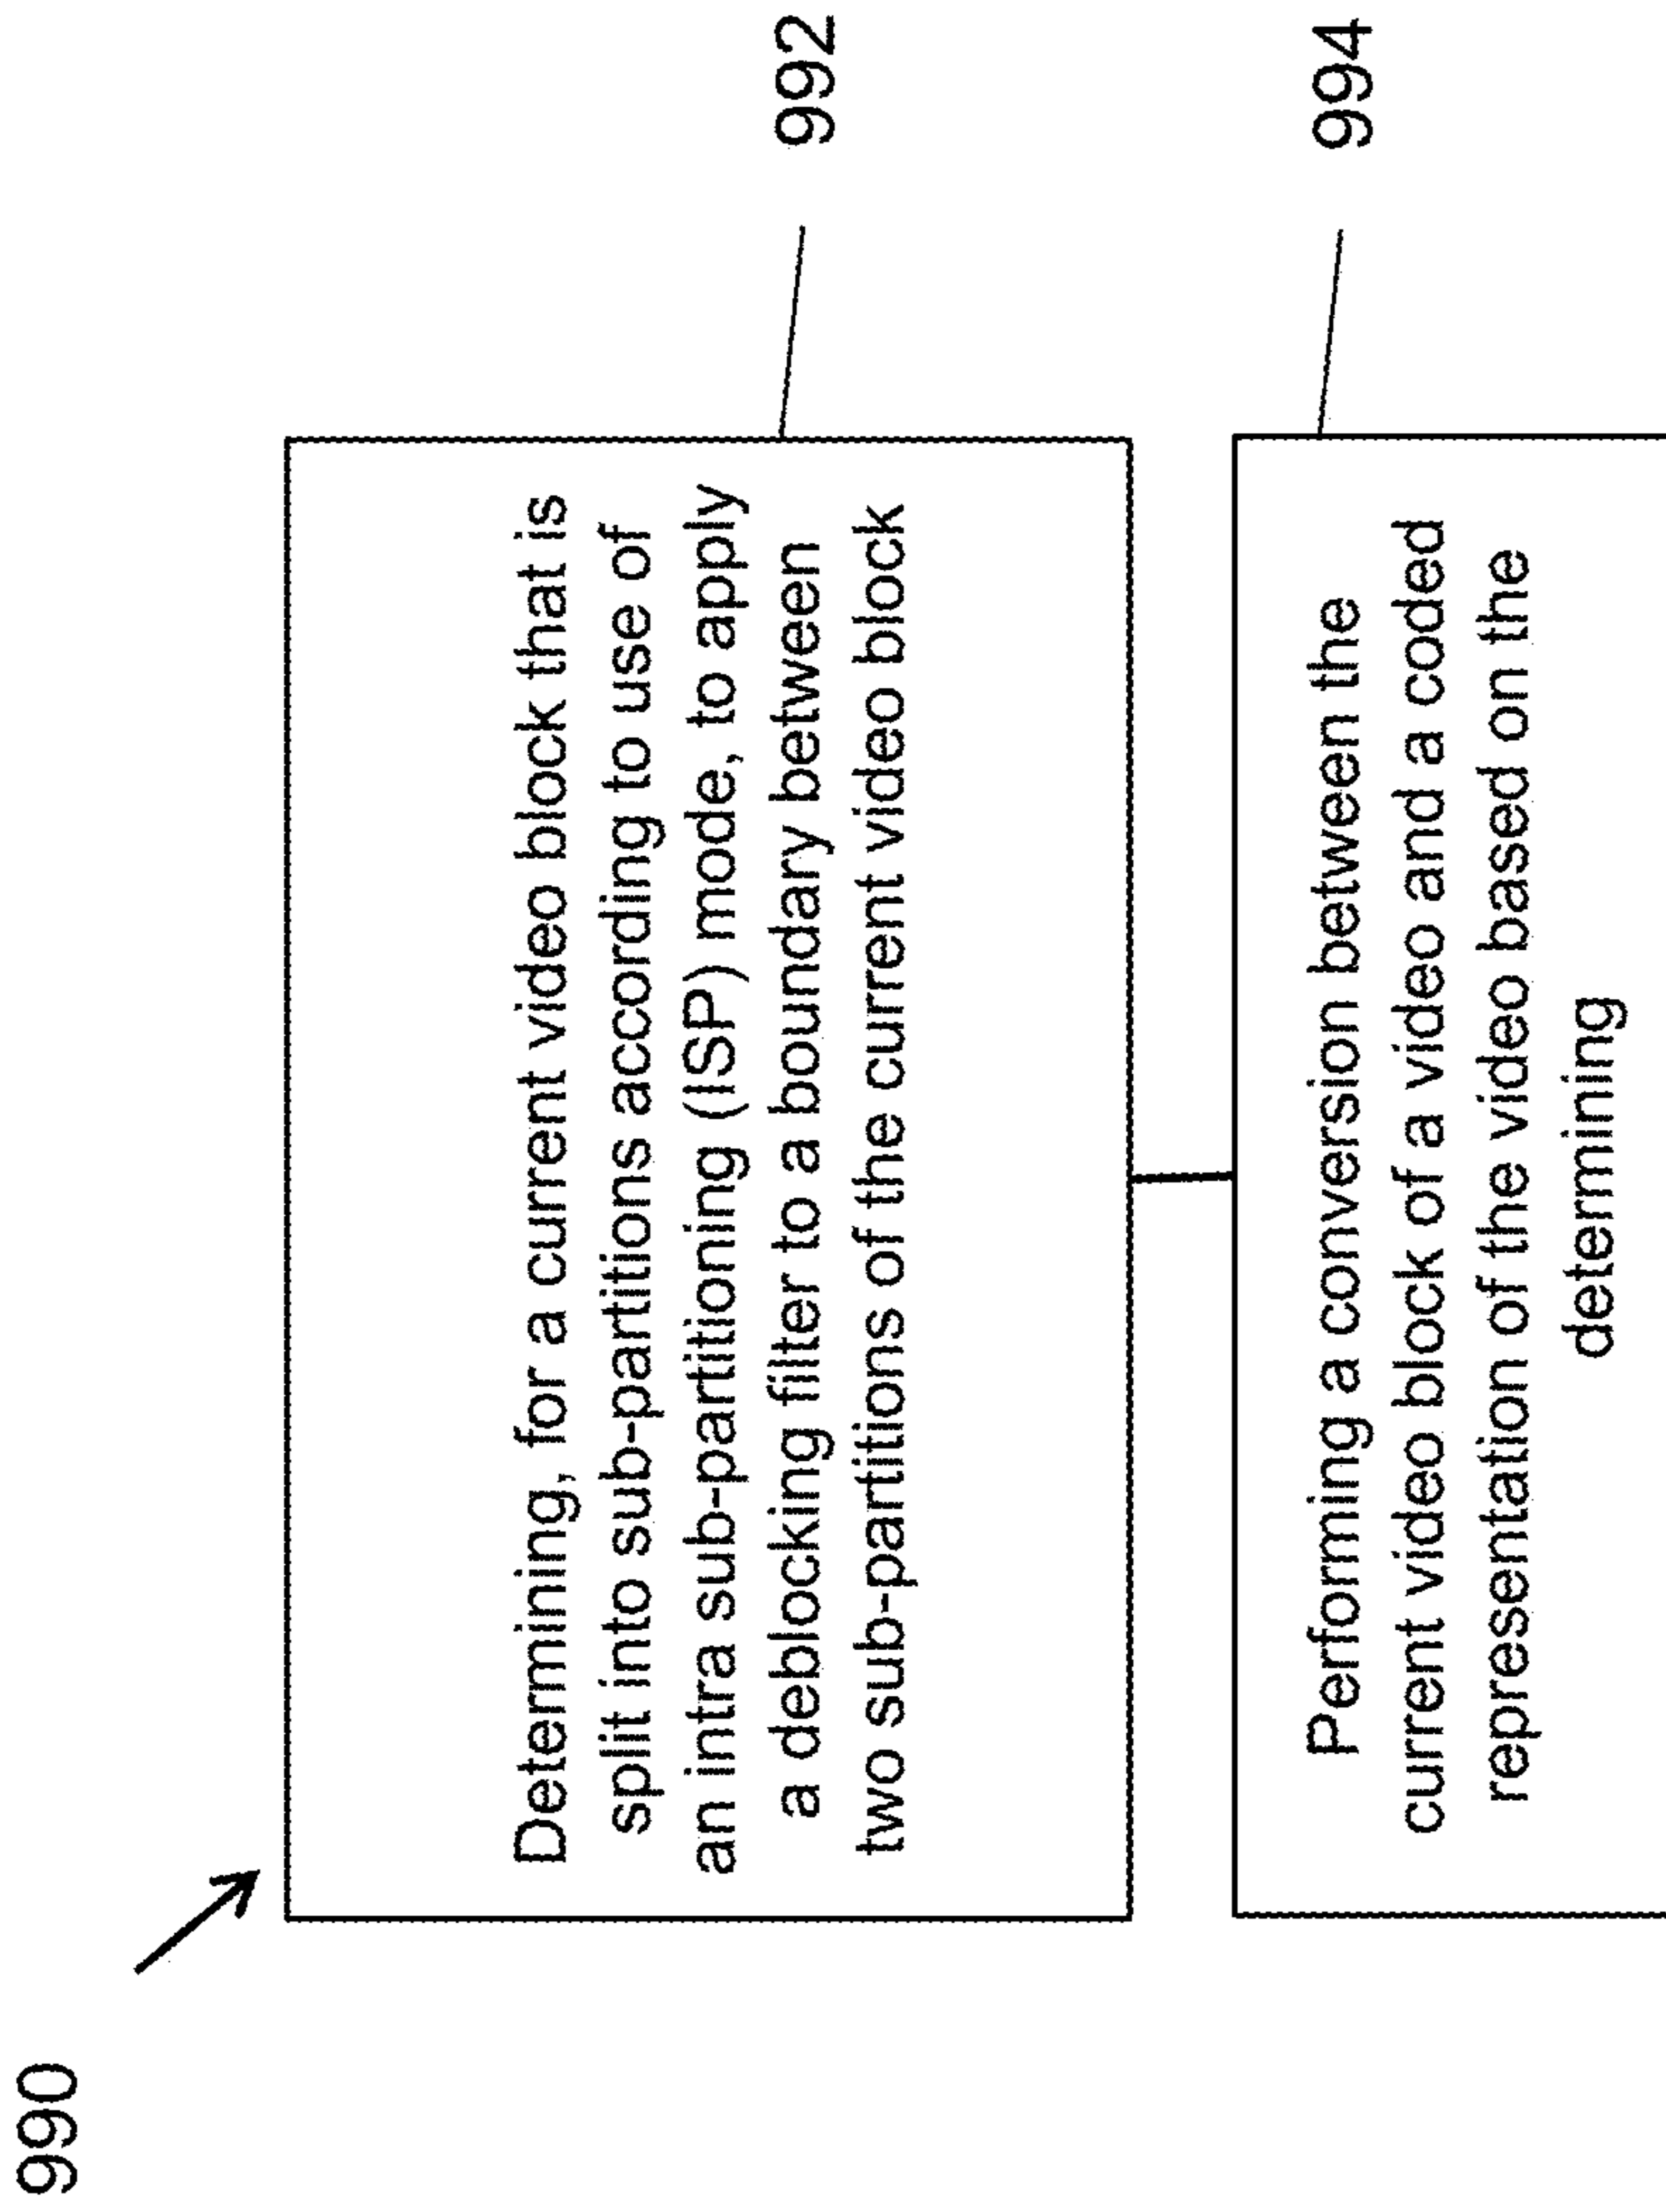 990
Determining, for a current video block that is
split into sub-partitions according to use of
an intra sub-partitioning (ISP) mode, to apply
a deblocking filter to a boundary between
two sub-partitions of the current video block
992
Performing a conversion between the
current video block of a video and a coded
representation of the video based on the
determining
994